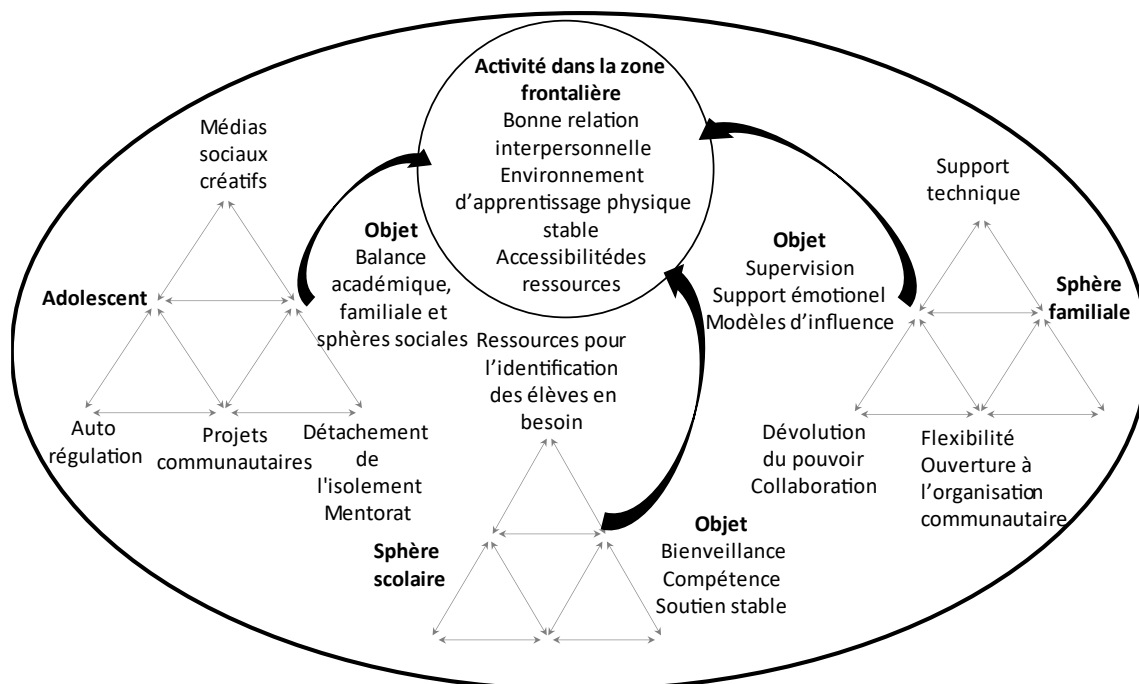 Activité dans la zone
frontalière
Bonne relation
interpersonnelle
Environnement
d'apprentissage physique
stable
Accessibilitédes
ressources
Médias
sociaux
créatifs
Adolescent
Objet
Balance
académique,
familiale et
sphères sociales
Auto
régulation
Projets
communautaires
Détachement
de
l'isolement
Mentorat
Ressources pour
l'identification
des élèves en
besoin
Sphère
scolaire
Objet
Bienveillance
Compétence
Soutien stable
Support
technique
Objet
Supervision
Support émotionel
Modèles d'influence
Sphère
familiale
Dévolution
du pouvoir
Collaboration
Flexibilité
Ouverture à
l'organisation
communautaire